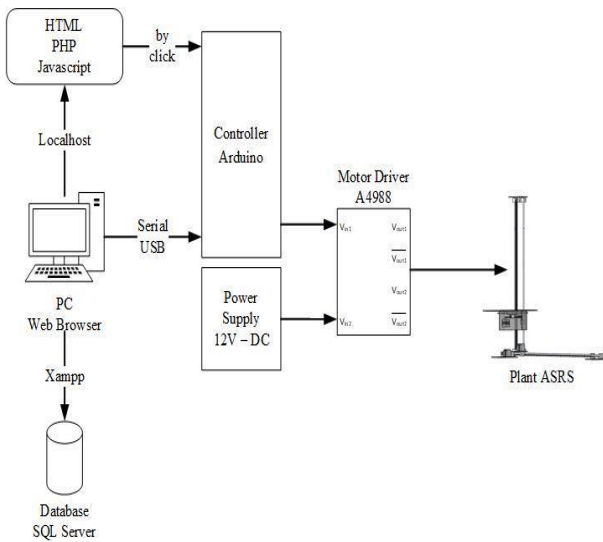 HTML
PHP
Javascript
by
click
Localhost
Controller
Arduino
Motor Driver
A4988
Serial
USB
Vin1
Vout1
Vout1
Vout2
Vin2
Vout2
PC
Web Browser
Power
Supply
12V – DC
Xampp
Plant ASRS
Database
SQL Server